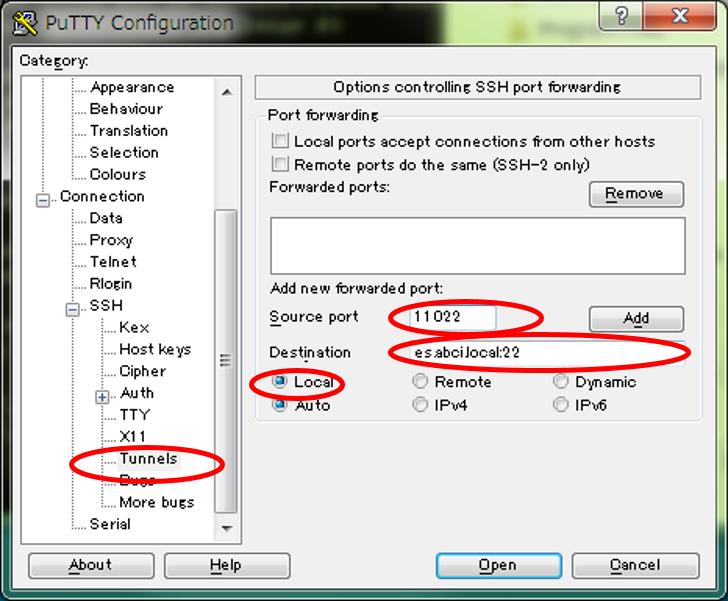 PuTTY Configuration
Category:
Appearance
Behaviour
Translation
Selection
Colours
Connection
Data
Proxy
Telnet
Rlogin
SSH
Kex
Host keys
Cipher
Auth
TTY
X11
Tunnels
Bugs
More bugs
Serial
Options controlling SSH port forwarding
Port forwarding
Local ports accept connections from other hosts
Remote ports do the same (SSH-2 only)
Forwarded ports:
Remove
Add new forwarded port:
Source port 11022 Add
Destination es.abci.local:22
Local Remote Dynamic
Auto IPv4 IPv6
About Help Open Cancel